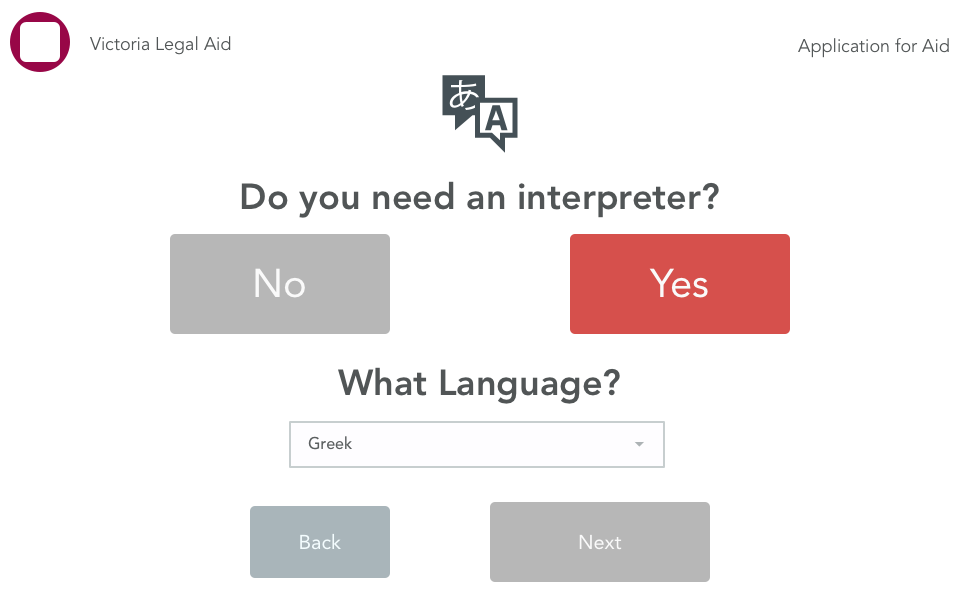 Victoria Legal Aid
Application for Aid
あ
A
Do you need an interpreter?
No
Yes
What Language?
Greek
Back
Next